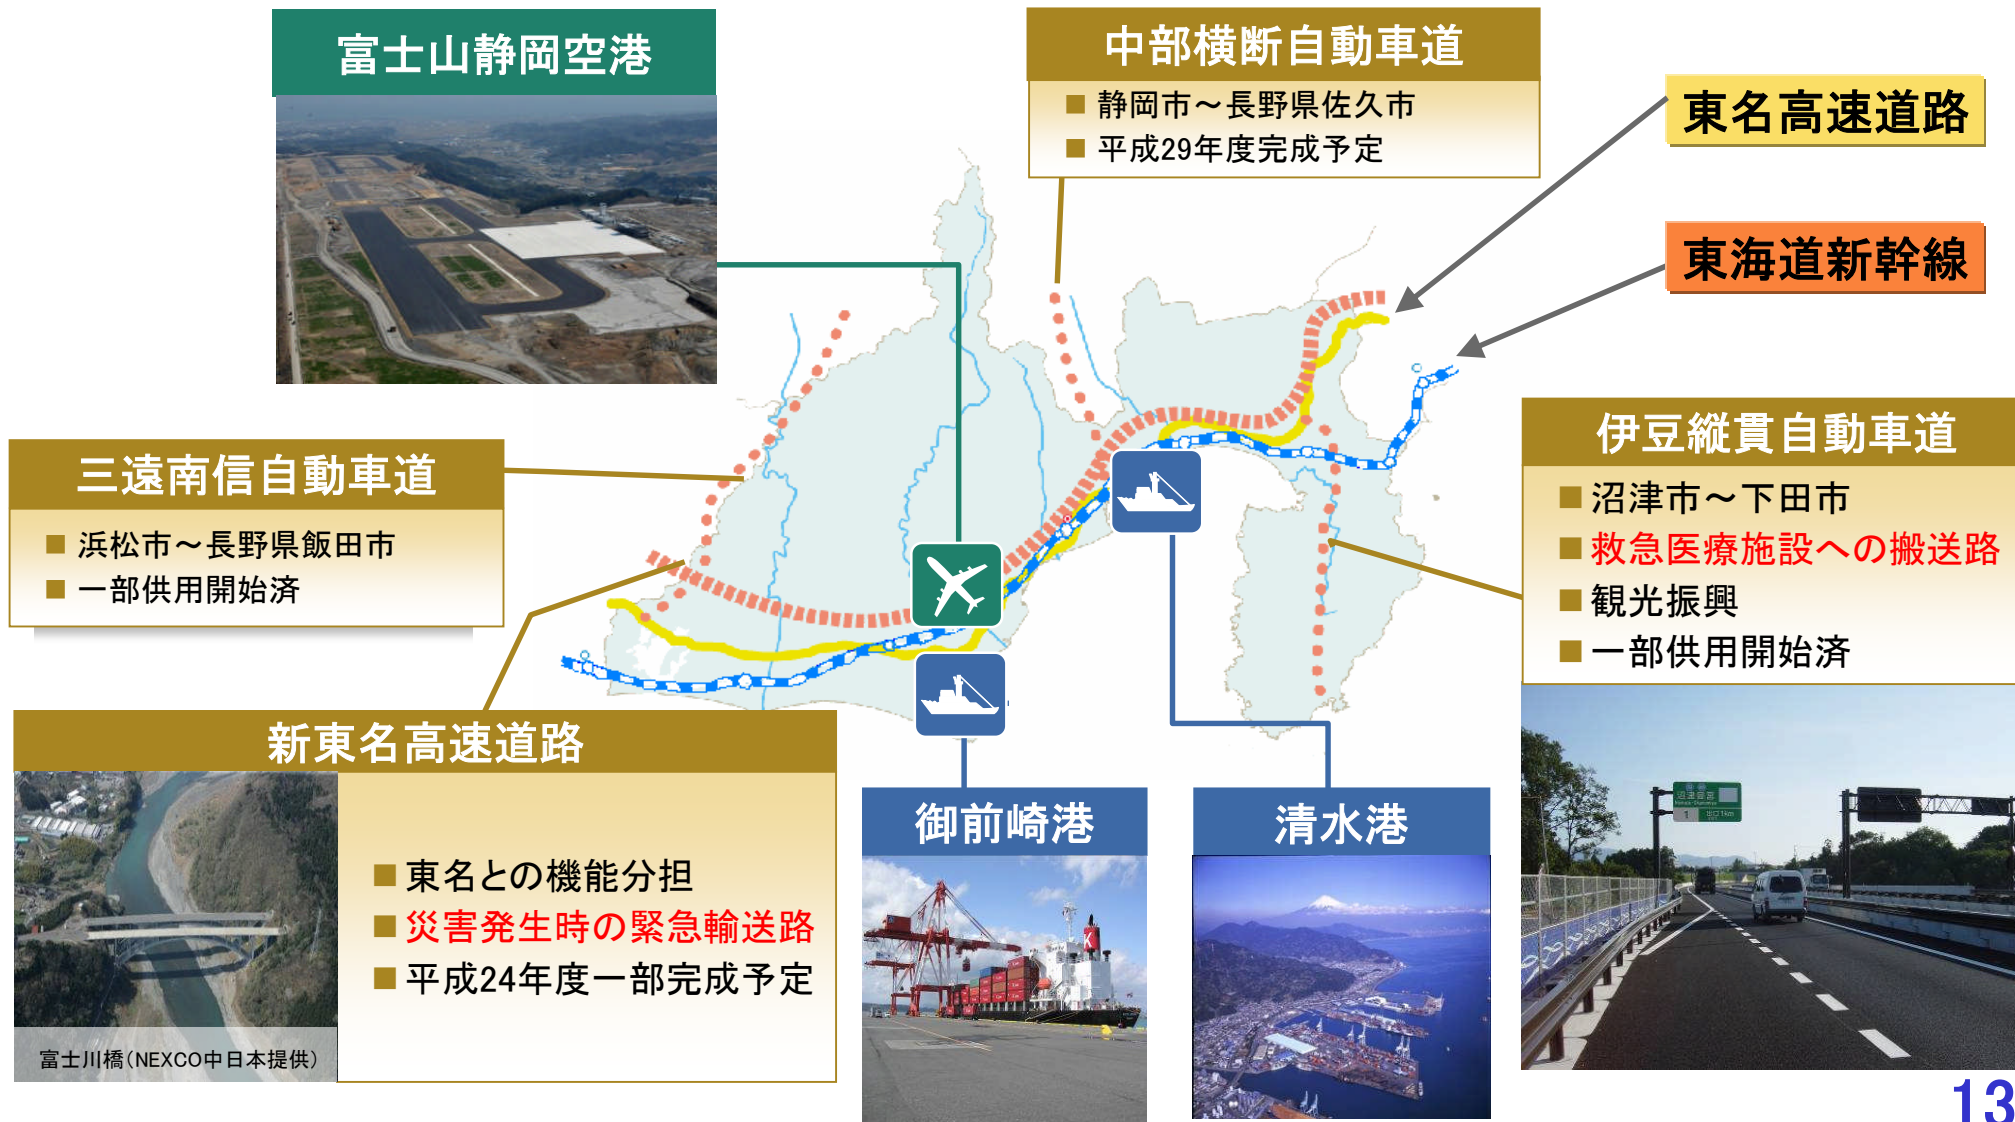 富士山静岡空港
中部横断自動車道
■ 静岡市～長野県佐久市
■ 平成29年度完成予定
東名高速道路
東海道新幹線
三遠南信自動車道
■ 浜松市～長野県飯田市
■ 一部供用開始済
伊豆縦貫自動車道
■ 沼津市～下田市
■ 救急医療施設への搬送路
■ 観光振興
■ 一部供用開始済
新東名高速道路
■ 東名との機能分担
■ 災害発生時の緊急輸送路
■ 平成24年度一部完成予定
富士川橋(NEXCO中日本提供)
御前崎港
K
清水港
1
出口1km
13